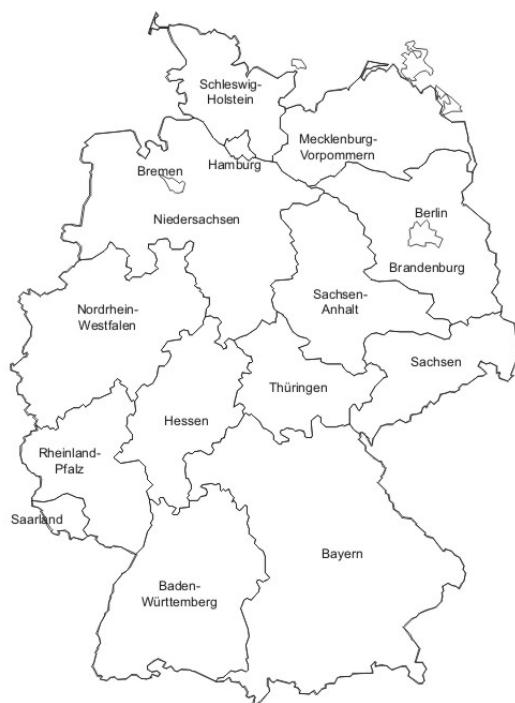 Schleswig-
Holstein
Mecklenburg-
Vorpommern
Hamburg
Bremen
Niedersachsen
Berlin
Brandenburg
Sachsen-
Anhalt
Nordrhein-
Westfalen
Sachsen
Thüringen
Hessen
Rheinland-
Pfalz
Saarland
Bayern
Baden-
Württemberg